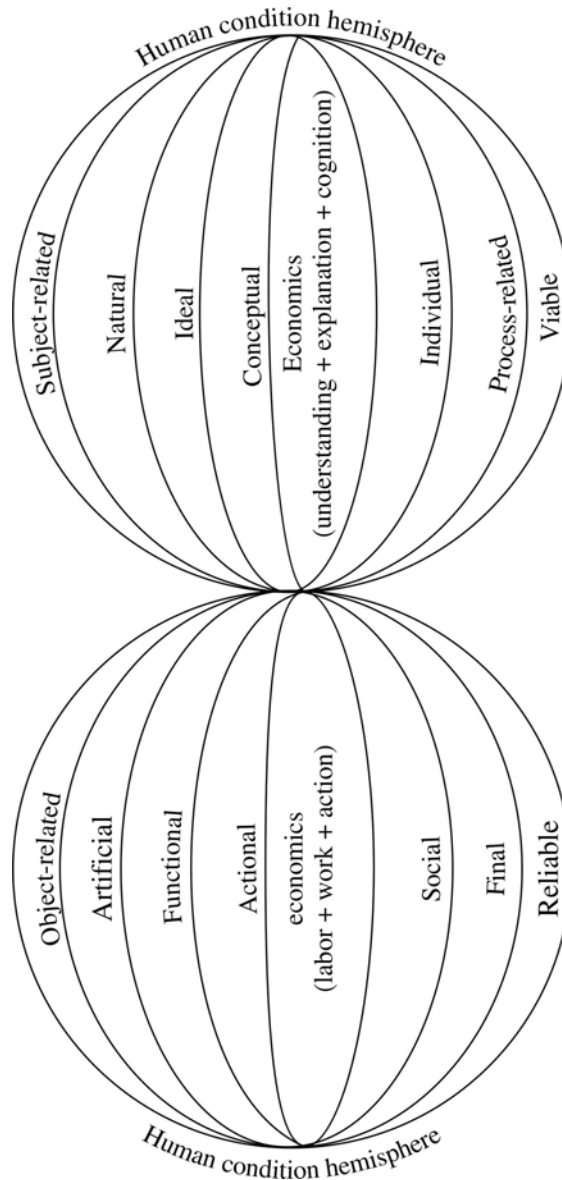 Human condition hemisphere
Subject-related
Natural
Ideal
Conceptual
Economics
(understanding + explanation + cognition)
Individual
Process-related
Viable
Object-related
Artificial
Functional
Actional
economics
(labor + work + action)
Social
Final
Reliable
Human condition hemisphere